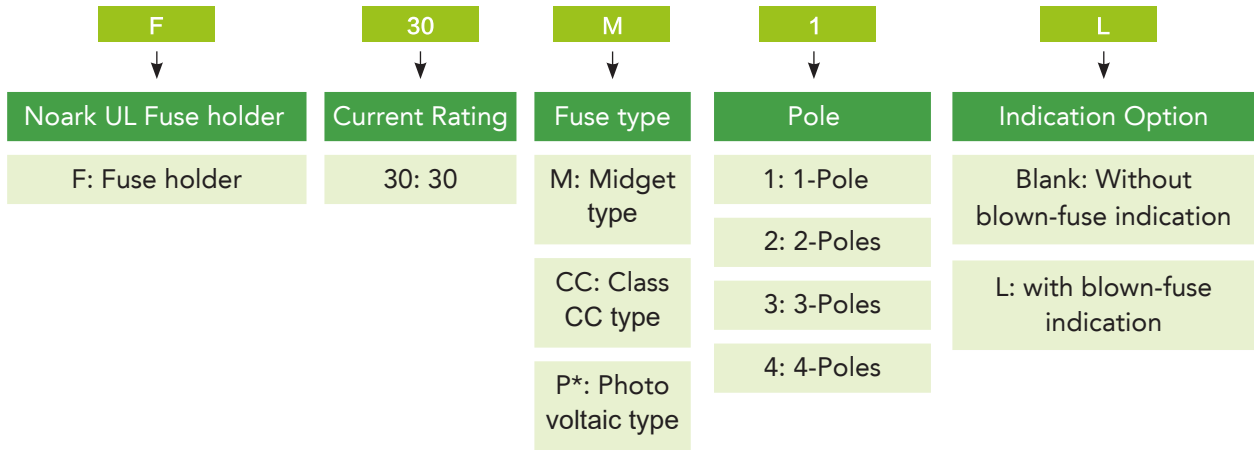 F
30
M
1
L
Noark UL Fuse holder
Current Rating
Fuse type
Pole
Indication Option
F: Fuse holder
30: 30
M: Midget
type
CC: Class
CC type
P*: Photo
voltaic type
1: 1-Pole
2: 2-Poles
3: 3-Poles
4: 4-Poles
Blank: Without
blown-fuse indication
L: with blown-fuse
indication